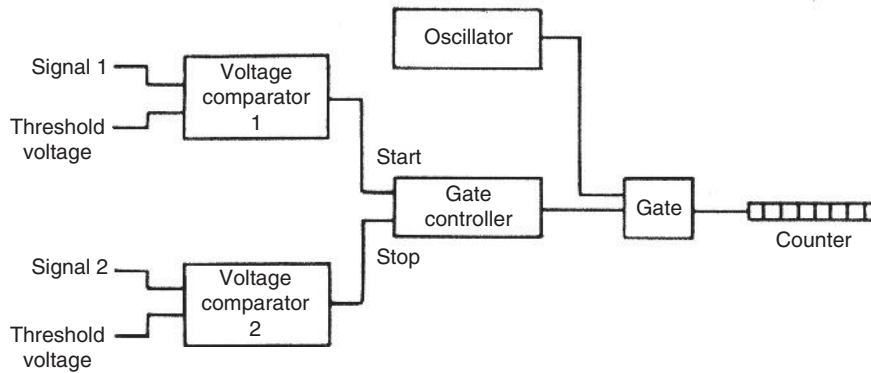 Oscillator
Signal 1
Voltage
comparator
1
Threshold
voltage
Start
Gate
controller
Gate
Counter
Stop
Signal 2
Voltage
comparator
2
Threshold
voltage